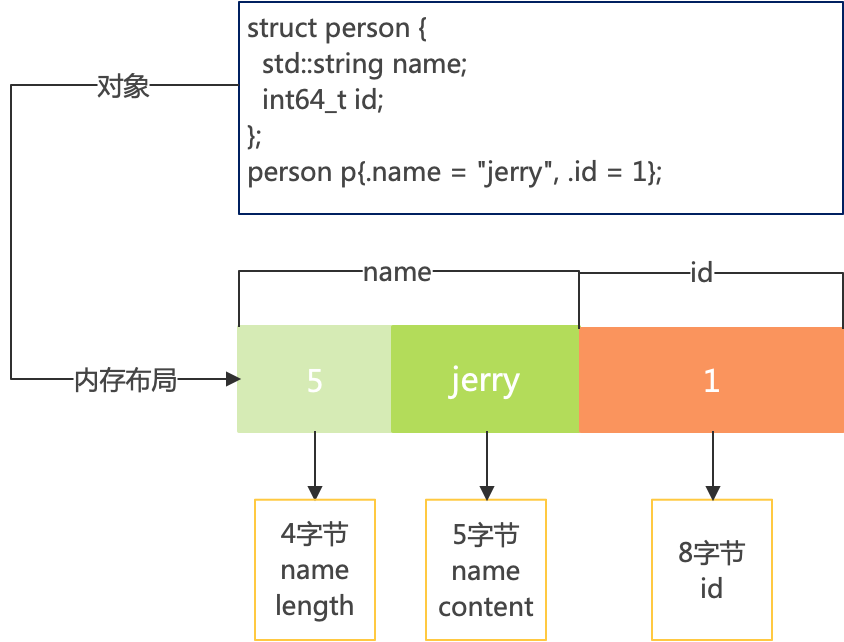 struct person {
std::string name;
int64_t id;
};
person p{.name = "jerry", .id = 1};
对象
name
id
内存布局
5
jerry
1
4字节
name
length
5字节
name
content
8字节
id